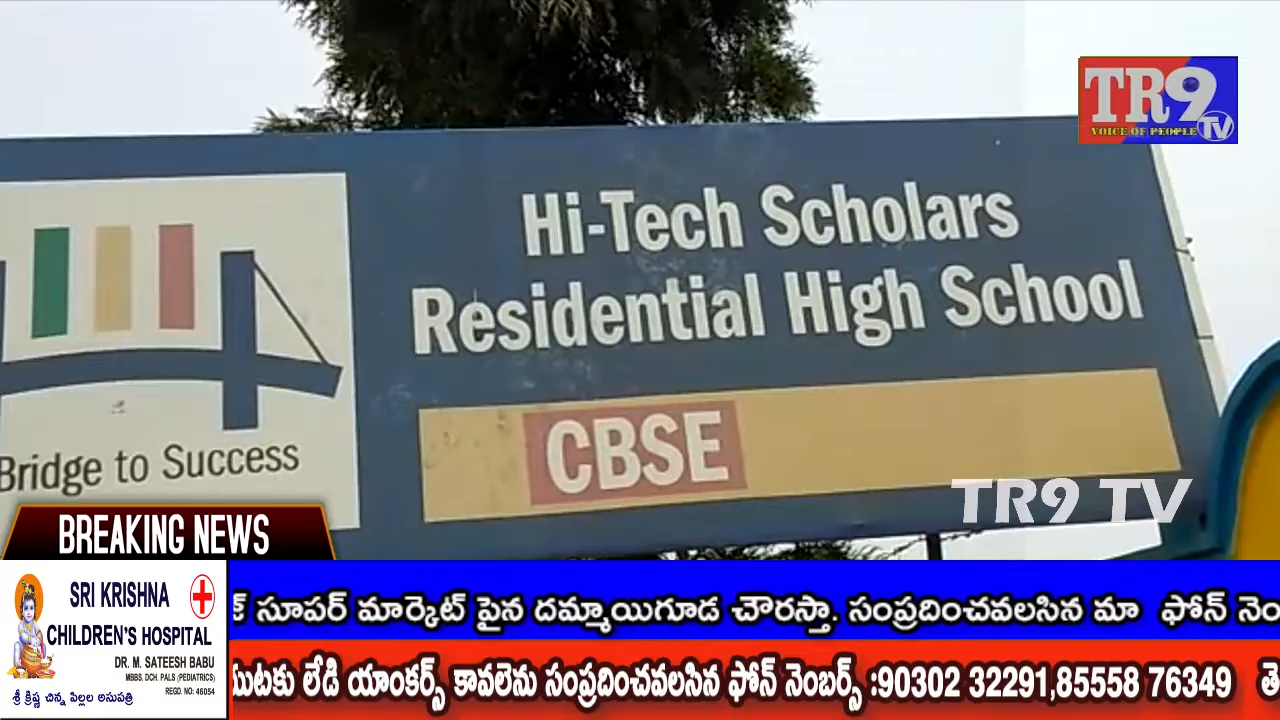 TR9
VOICE OF PEOPLE TV
Hi-Tech Scholars
Residential High School
CBSE
Bridge to Success
TR9 TV
BREAKING NEWS
SRI KRISHNA
CHILDREN'S HOSPITAL
DR. M. SATEESH BABU
MBBS. DCH. PALS (PEDIATRICS)
REGD. NO: 46054
శ్రీ క్రిష్ణ చిన్న పిల్లల అసుపత్రి
సూపర్ మార్కెట్ పైన దమ్మాయిగూడ చౌరస్తా. సంప్రదించవలసిన మా ఫోన్ నెం
లేడి యాంకర్స్ కావలెను సంప్రదించవలసిన ఫోన్ నెంబర్స్ :90302 32291,85558 76349 తె